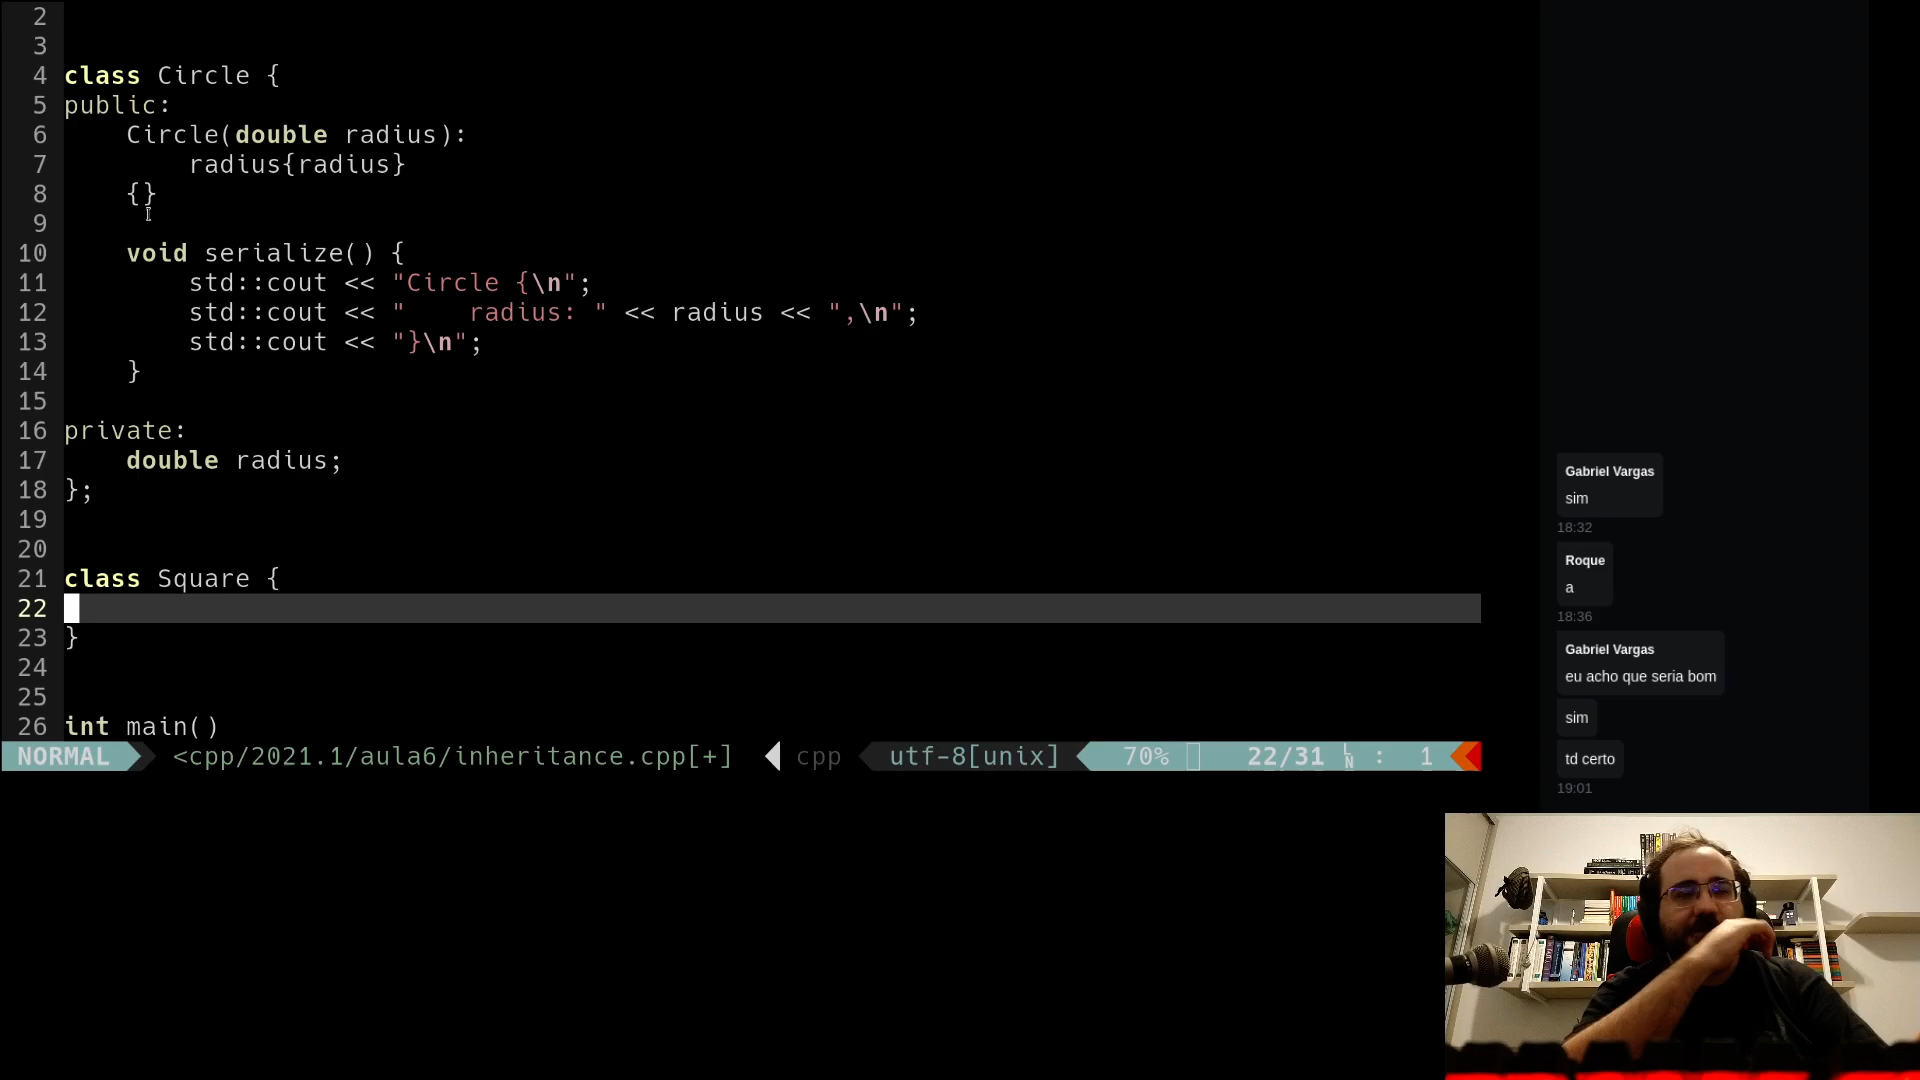 2
3
4 class Circle {
5 public:
6     Circle(double radius):
7         radius{radius}
8     {}
9
10     void serialize() {
11         std::cout << "Circle {\n";
12         std::cout << "    radius: " << radius << ",\n";
13         std::cout << "}\n";
14     }
15
16 private:
17     double radius;
18 };
19
20
21 class Square {
22
23 }
24
25
26 int main()
NORMAL <cpp/2021.1/aula6/inheritance.cpp[+] cpp utf-8[unix] 70% 22/31 LN : 1
Gabriel Vargas
sim
18:32
Roque
a
18:36
Gabriel Vargas
eu acho que seria bom
sim
td certo
19:01